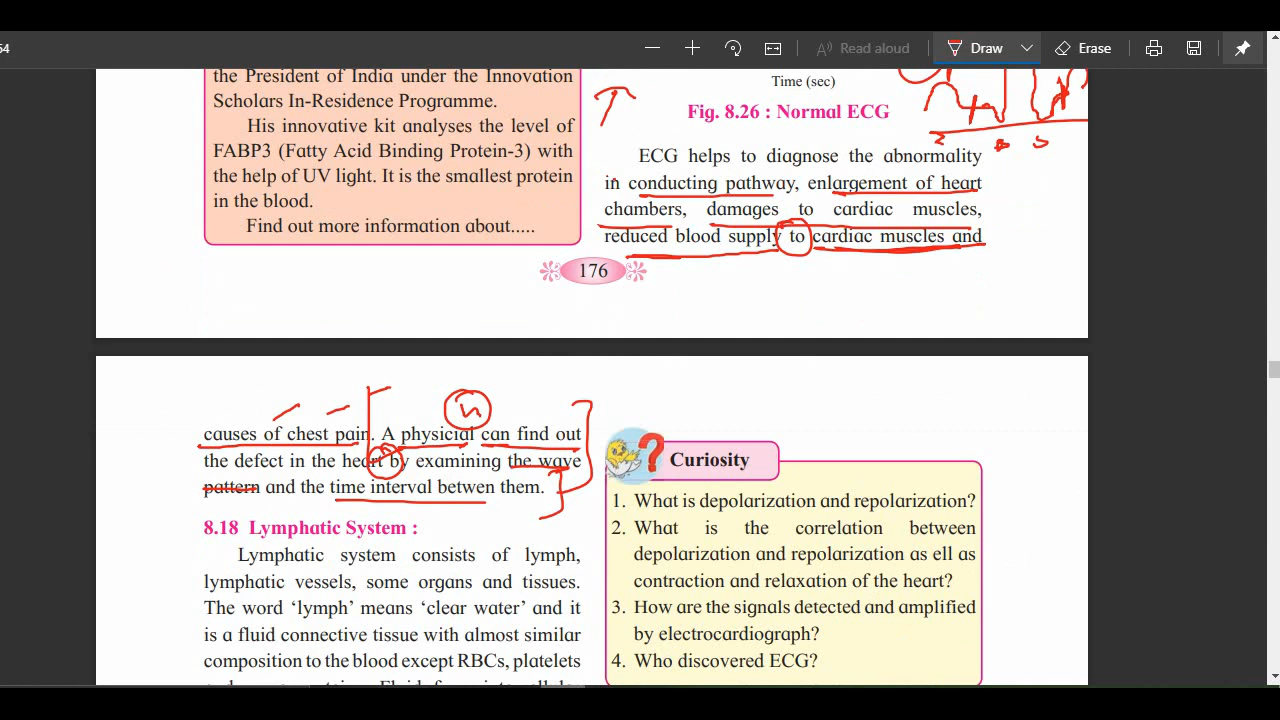 54
Read aloud
Draw
Erase
the President of India under the Innovation
Scholars In-Residence Programme.
His innovative kit analyses the level of
FABP3 (Fatty Acid Binding Protein-3) with
the help of UV light. It is the smallest protein
in the blood.
Find out more information about.....
Time (sec)
Fig. 8.26 : Normal ECG
ECG helps to diagnose the abnormality
in conducting pathway, enlargement of heart
chambers, damages to cardiac muscles,
reduced blood supply to cardiac muscles and
176
causes of chest pain. A physicial can find out
the defect in the heart by examining the wave
pattern and the time interval betwen them.
8.18 Lymphatic System :
Lymphatic system consists of lymph,
lymphatic vessels, some organs and tissues.
The word ‘lymph’ means ‘clear water’ and it
is a fluid connective tissue with almost similar
composition to the blood except RBCs, platelets
Curiosity
1. What is depolarization and repolarization?
2. What is the correlation between
depolarization and repolarization as ell as
contraction and relaxation of the heart?
3. How are the signals detected and amplified
by electrocardiograph?
4. Who discovered ECG?